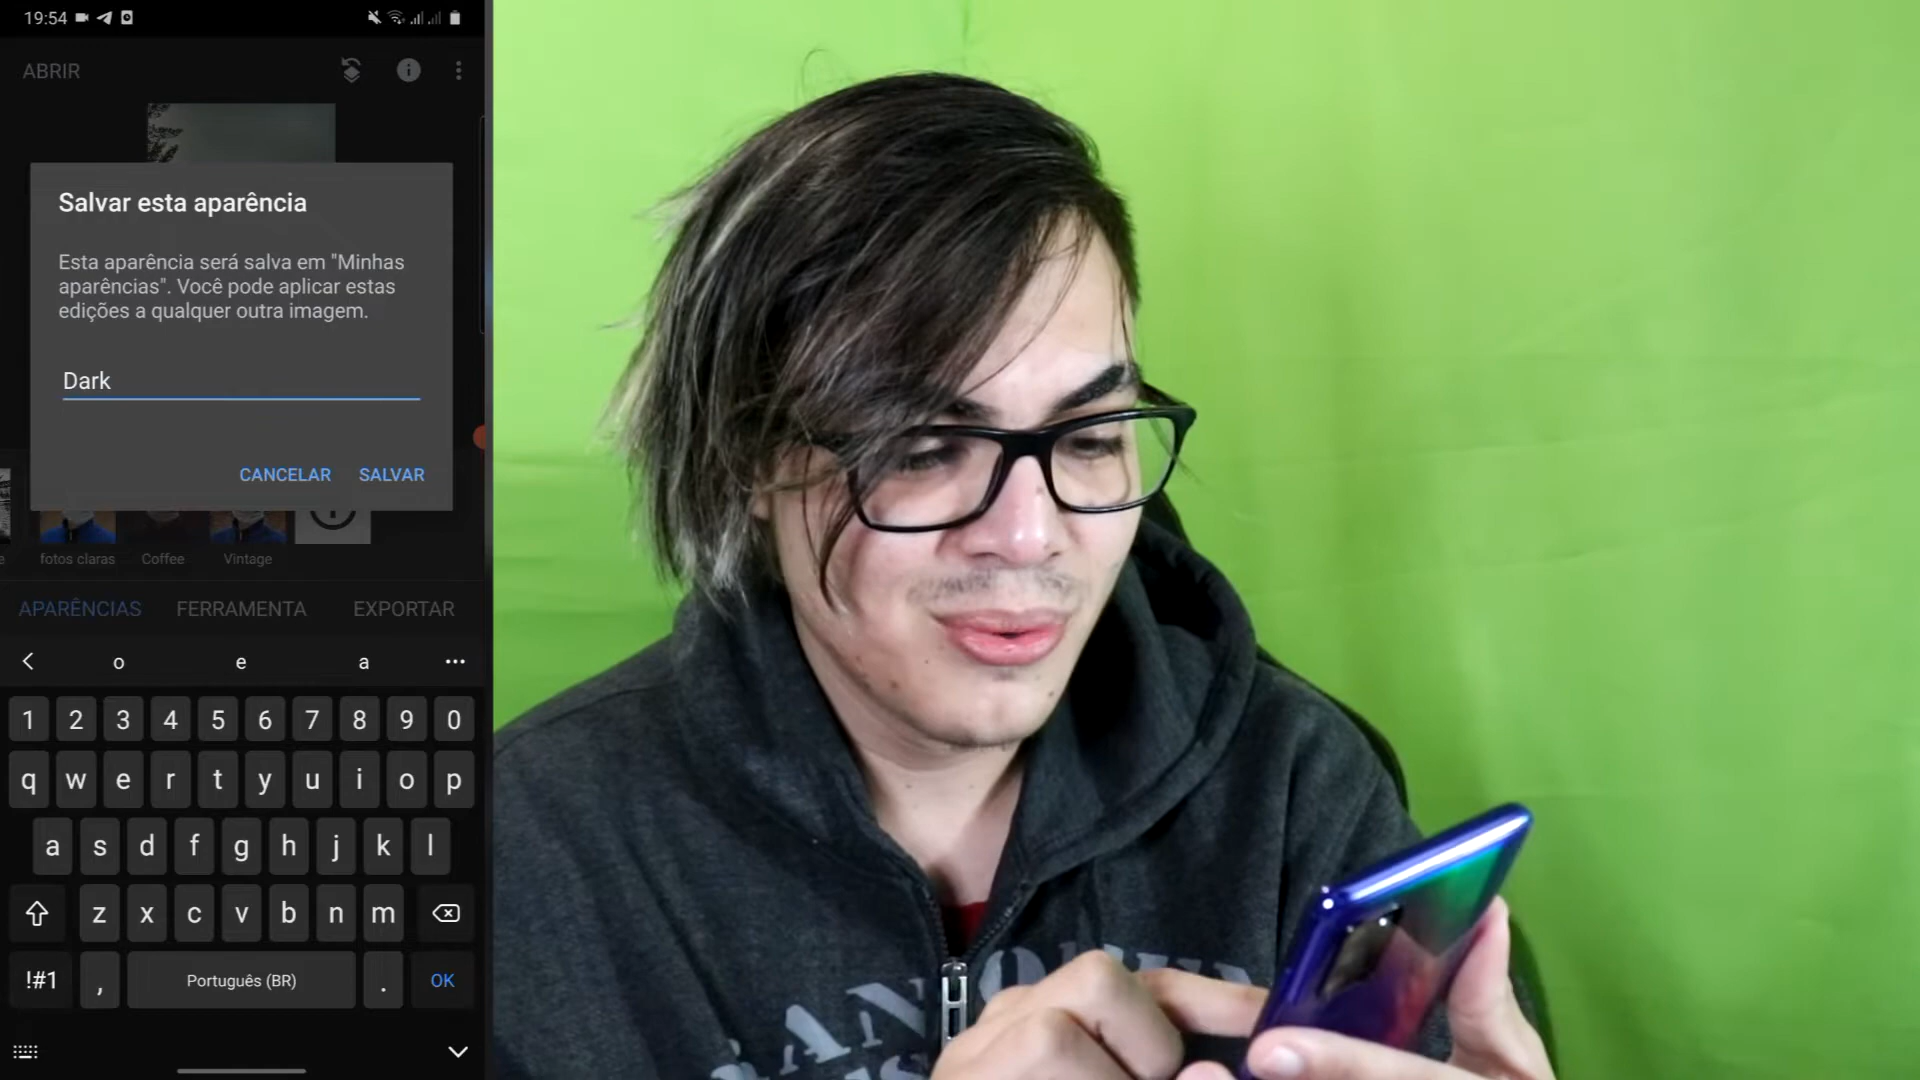 19:54
ABRIR
Salvar esta aparência
Esta aparência será salva em "Minhas
aparências". Você pode aplicar estas
edições a qualquer outra imagem.
Dark
CANCELAR SALVAR
e fotos claras Coffee Vintage
APARÊNCIAS FERRAMENTA EXPORTAR
o e a
1 2 3 4 5 6 7 8 9 0
q w e r t y u i o p
a s d f g h j k l
z x c v b n m
!#1 , Português (BR) . OK